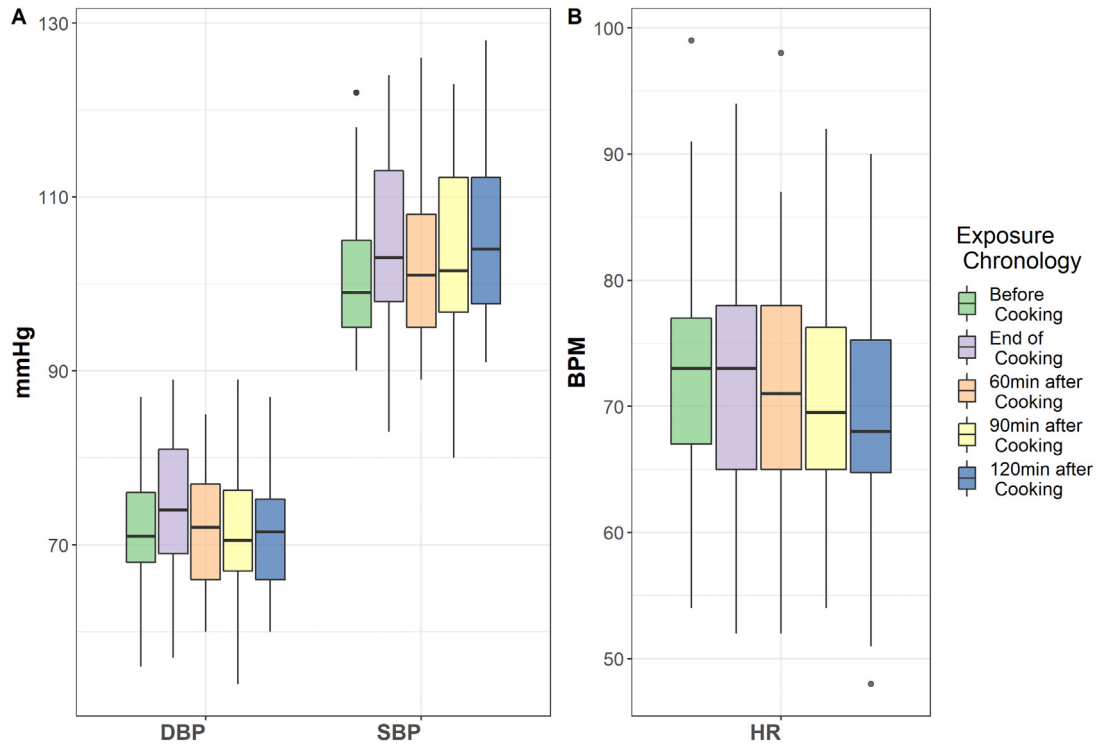 A
130
110
90
70
mmHg
DBP
SBP
B
100
90
80
70
60
50
BPM
HR
Exposure
Chronology
Before
Cooking
End of
Cooking
60min after
Cooking
90min after
Cooking
120min after
Cooking